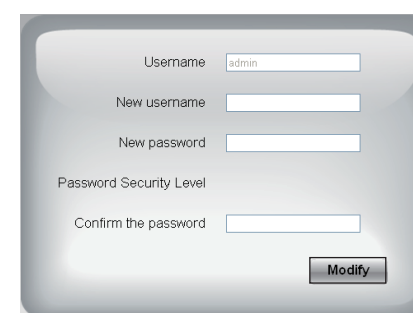 Username admin
New username
New password
Password Security Level
Confirm the password
Modify